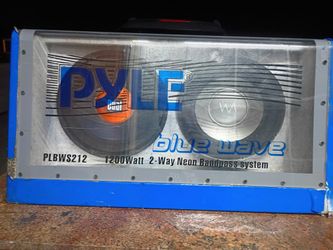 PYLE
blue wave
PLBWS212 1200Watt 2-Way Neon Bandpass system